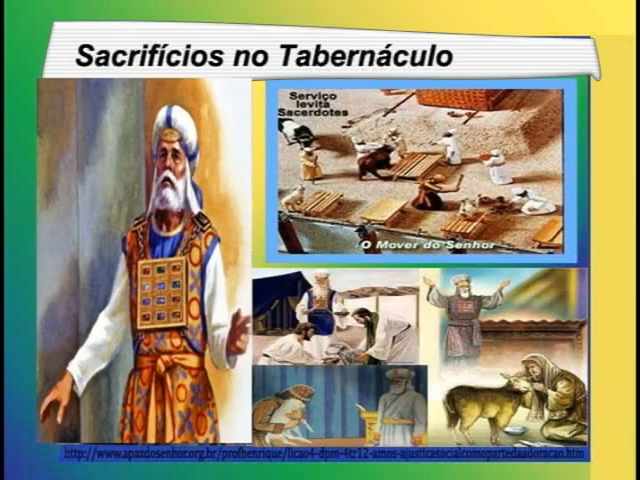 Sacrifícios no Tabernáculo
Serviço
levita
Sacerdotes
O Mover do Senhor
http://www.apazdosenhor.org.br/profhenrique/licao4-dpm-4tr12-amos-ajusticasocialcomopartedaadoracao.htm